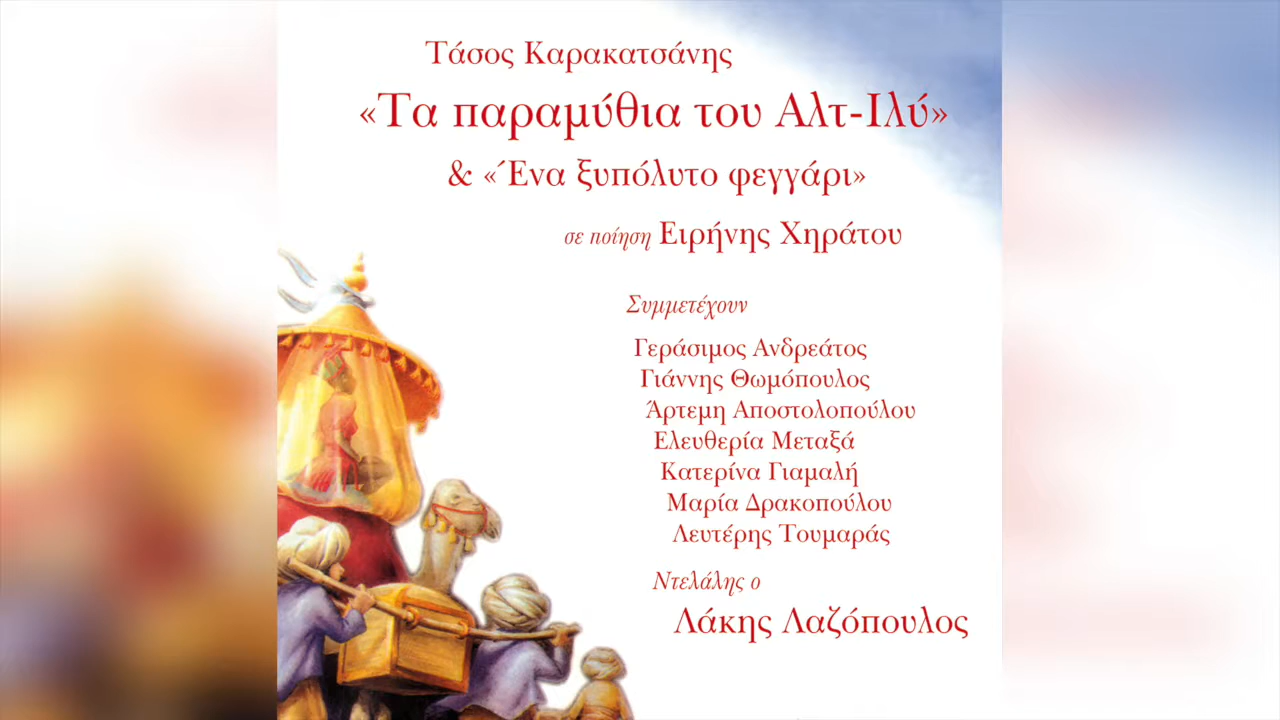 Τάσος Καρακατσάνης
«Τα παραμύθια του Αλτ-Ιλύ»
& «Ένα ξυπόλυτο φεγγάρι»
σε ποίηση Ειρήνης Χηράτου
Συμμετέχουν
Γεράσιμος Ανδρεάτος
Γιάννης Θωμόπουλος
Άρτεμη Αποστολοπούλου
Ελευθερία Μεταξά
Κατερίνα Γιαμαλή
Μαρία Δρακοπούλου
Λευτέρης Τουμαράς
Ντελάλης ο
Λάκης Λαζόπουλος